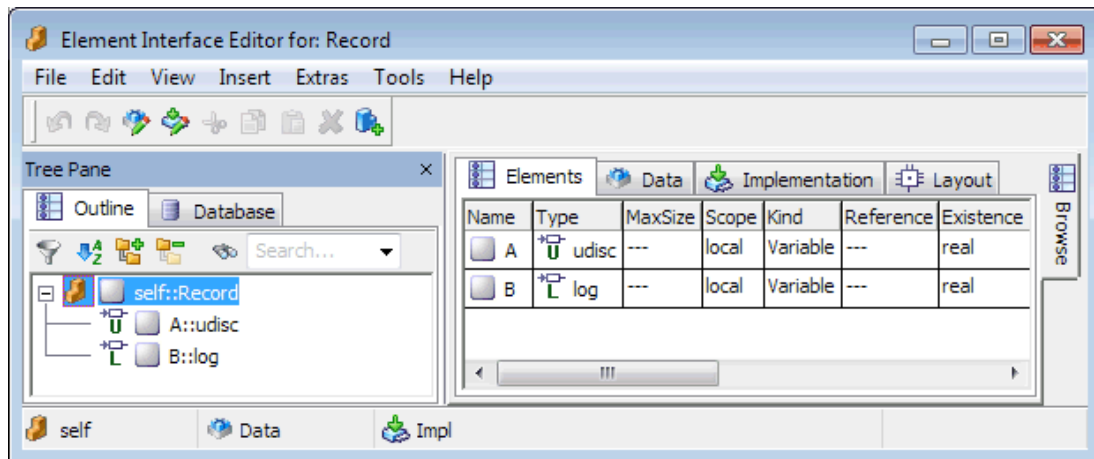 Element Interface Editor for: Record
File Edit View Insert Extras Tools Help
Tree Pane
Outline Database
Search...
self::Record
A::udisc
B::log
Elements Data Implementation Layout
Name Type MaxSize Scope Kind Reference Existence
A U udisc --- local Variable --- real
B L log --- local Variable --- real
Browse
self Data Impl